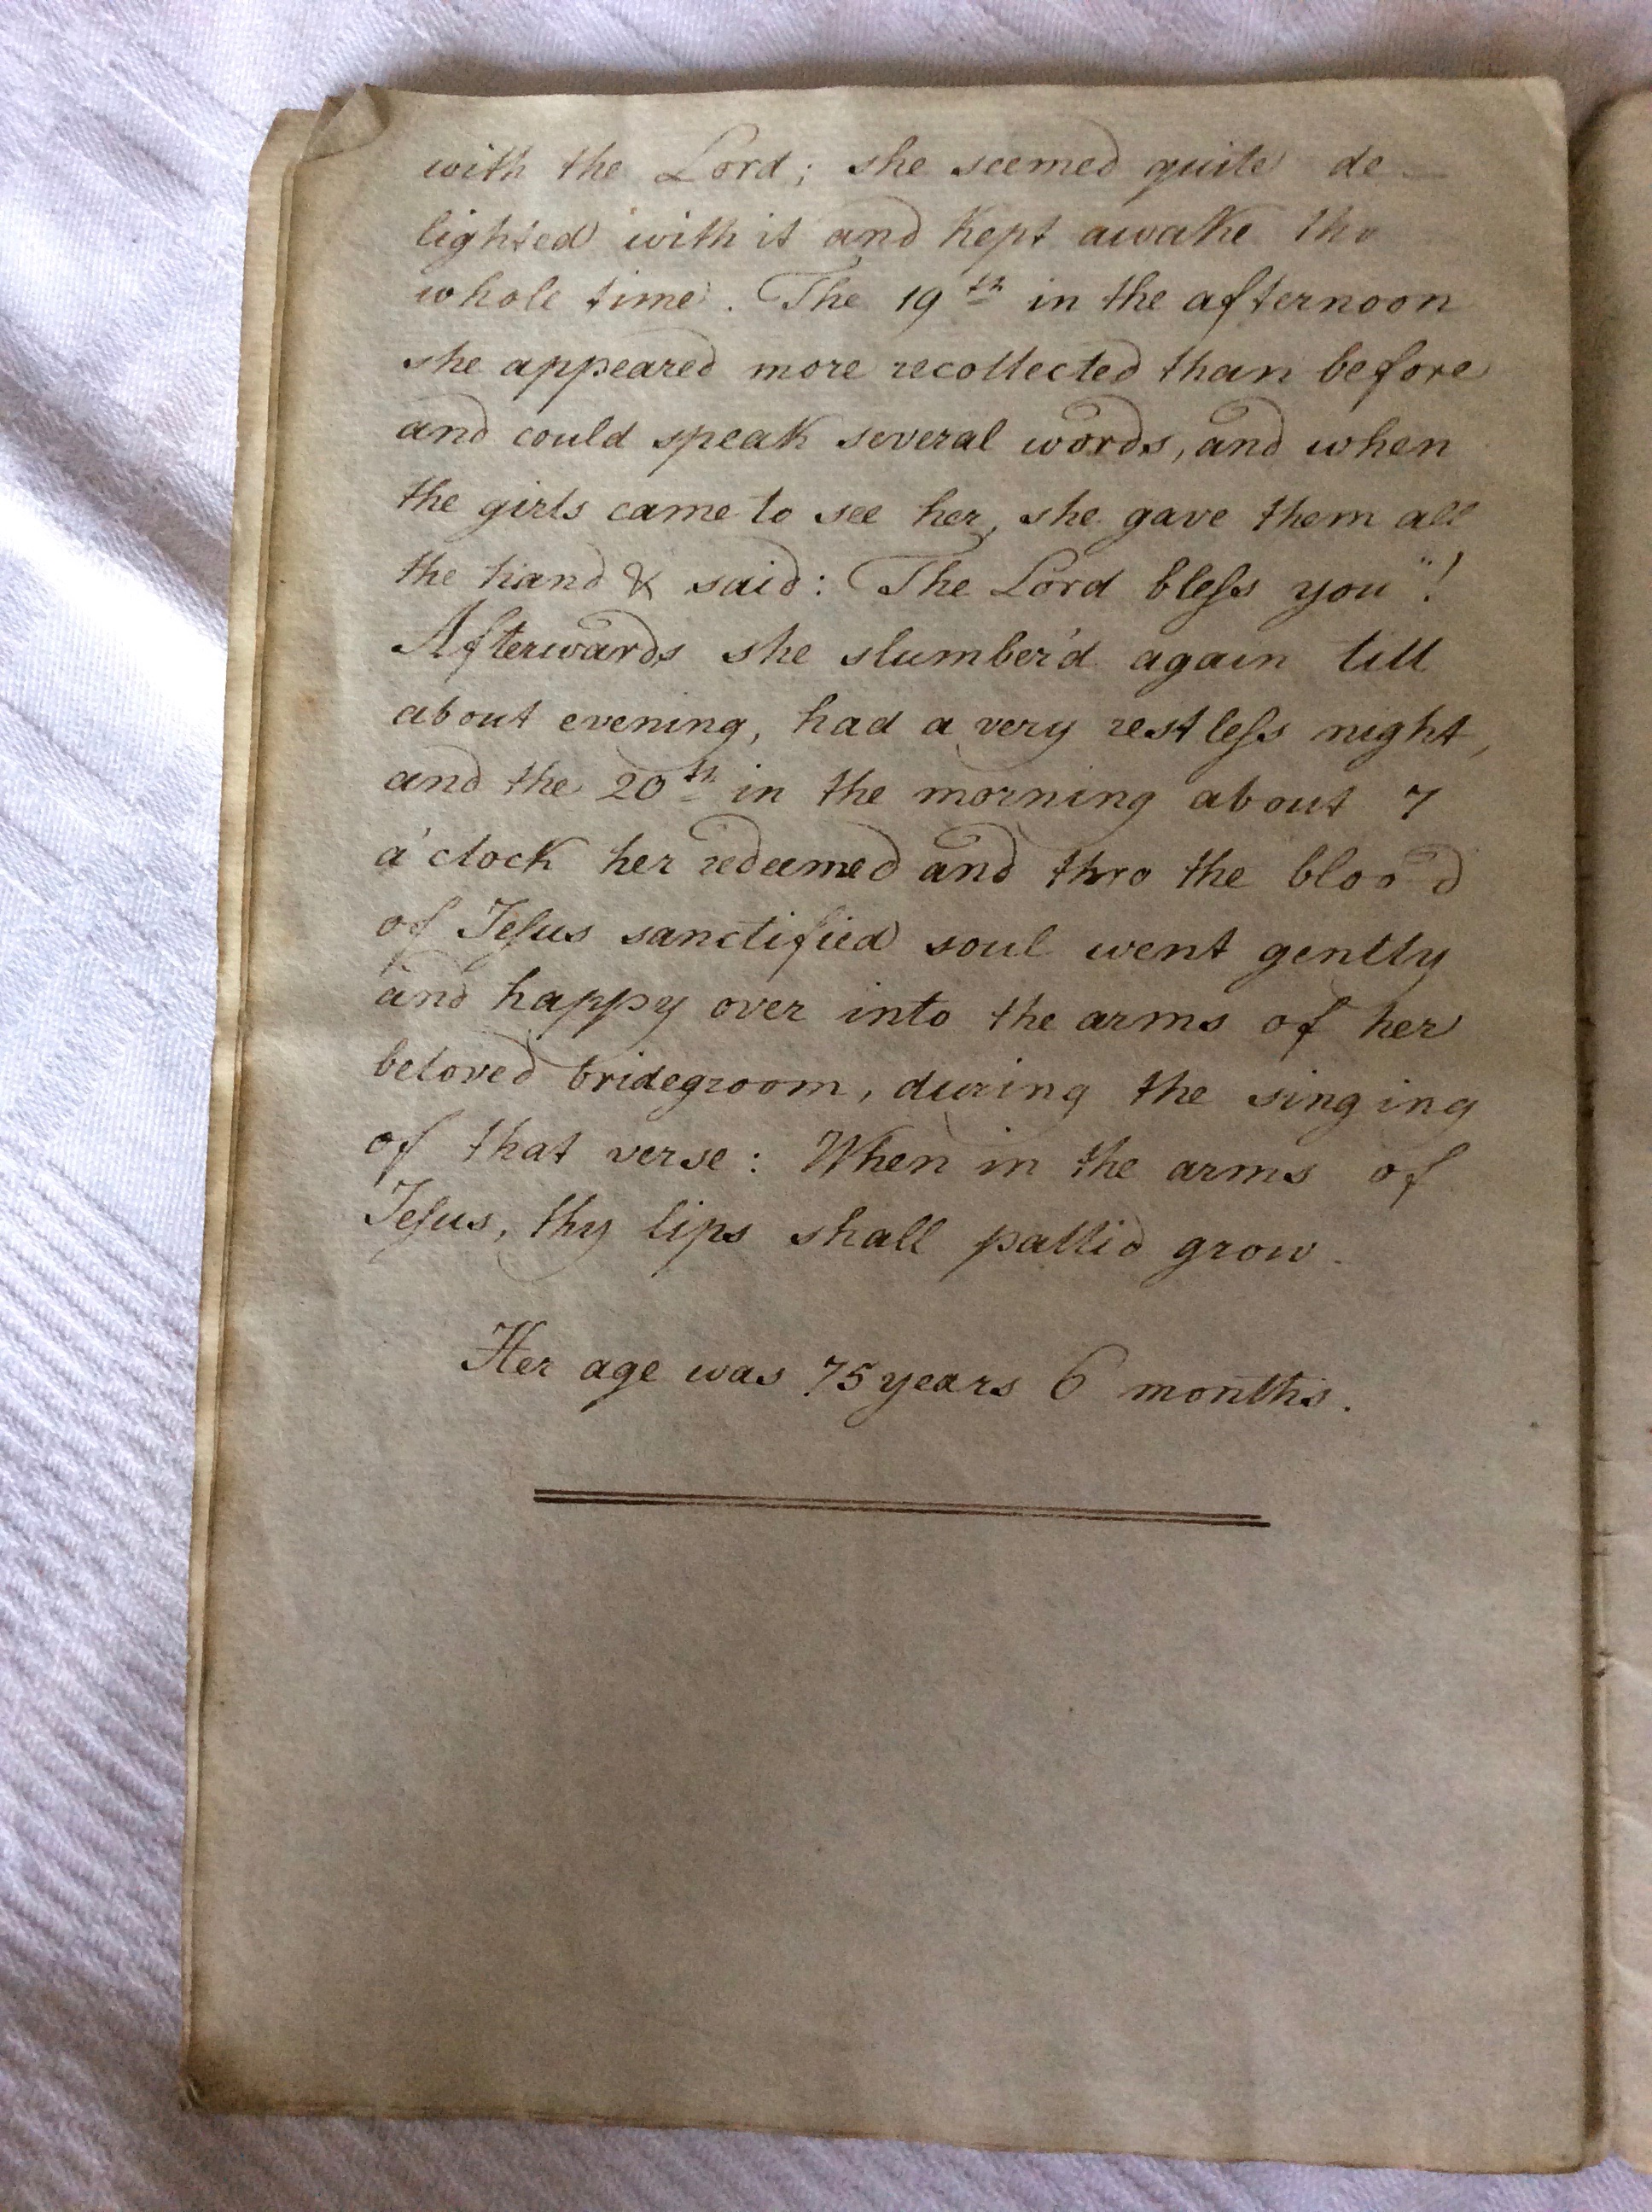 with the Lord; she seemed quite de-
lighted with it and kept awake the
whole time. The 19th in the afternoon
she appeared more recollected than before
and could speak several words, and when
the girls came to see her, she gave them all
the hand & said: The Lord bleſs you"!
Afterwards she slumber'd again till
about evening, had a very restleſs night,
and the 20th in the morning about 7
a'clock her redeemed and thro the blood
of Jeſus sanctified soul went gently
and happy over into the arms of her
beloved bridegroom, during the singing
of that verse: When in the arms of
Jeſus, thy lips shall pallid grow.
Her age was 75 years 6 months.